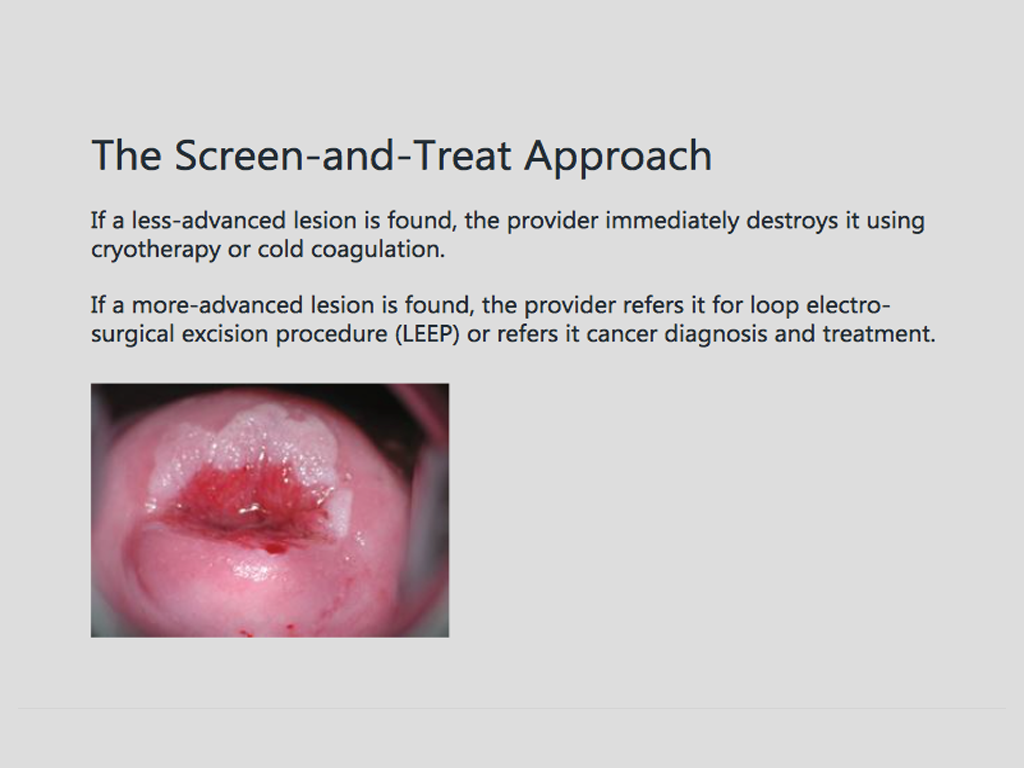 The Screen-and-Treat Approach
If a less-advanced lesion is found, the provider immediately destroys it using
cryotherapy or cold coagulation.
If a more-advanced lesion is found, the provider refers it for loop electro-
surgical excision procedure (LEEP) or refers it cancer diagnosis and treatment.